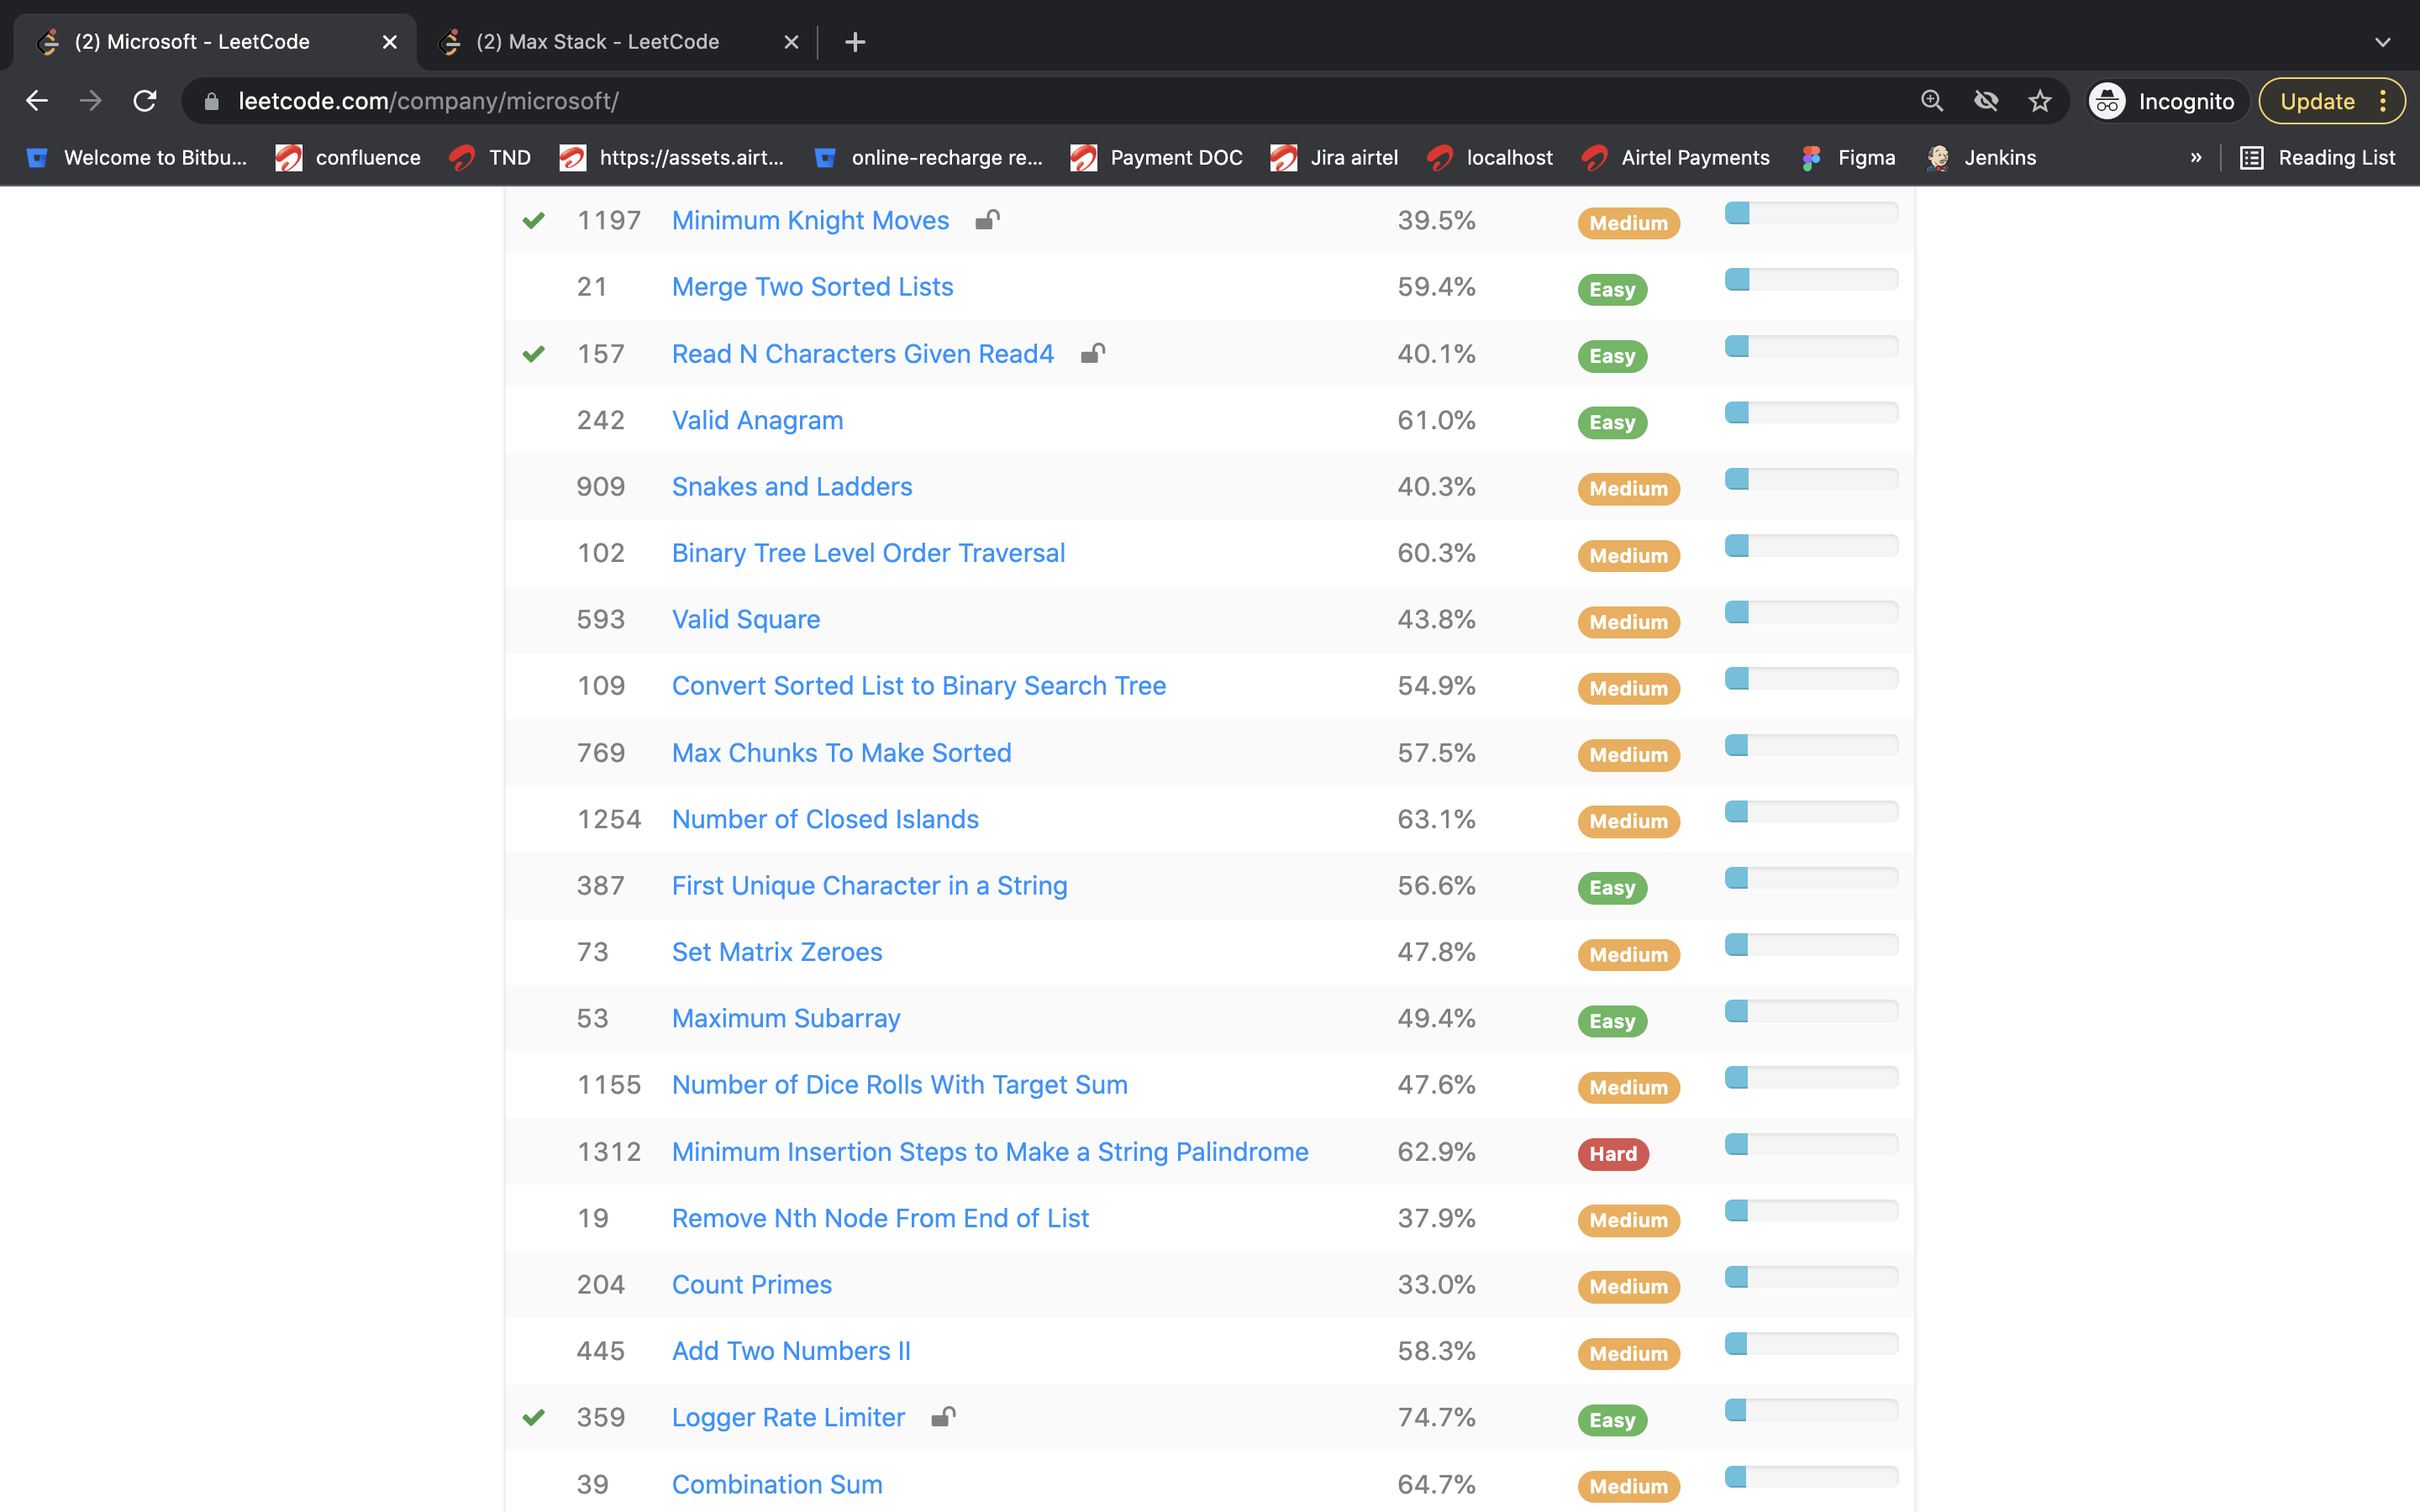 (2) Microsoft - LeetCode
(2) Max Stack - LeetCode
leetcode.com/company/microsoft/
Incognito
Update
Welcome to Bitbu...
confluence
TND
https://assets.airt...
online-recharge re...
Payment DOC
Jira airtel
localhost
Airtel Payments
Figma
Jenkins
»
Reading List
1197 Minimum Knight Moves 39.5% Medium
21 Merge Two Sorted Lists 59.4% Easy
157 Read N Characters Given Read4 40.1% Easy
242 Valid Anagram 61.0% Easy
909 Snakes and Ladders 40.3% Medium
102 Binary Tree Level Order Traversal 60.3% Medium
593 Valid Square 43.8% Medium
109 Convert Sorted List to Binary Search Tree 54.9% Medium
769 Max Chunks To Make Sorted 57.5% Medium
1254 Number of Closed Islands 63.1% Medium
387 First Unique Character in a String 56.6% Easy
73 Set Matrix Zeroes 47.8% Medium
53 Maximum Subarray 49.4% Easy
1155 Number of Dice Rolls With Target Sum 47.6% Medium
1312 Minimum Insertion Steps to Make a String Palindrome 62.9% Hard
19 Remove Nth Node From End of List 37.9% Medium
204 Count Primes 33.0% Medium
445 Add Two Numbers II 58.3% Medium
359 Logger Rate Limiter 74.7% Easy
39 Combination Sum 64.7% Medium